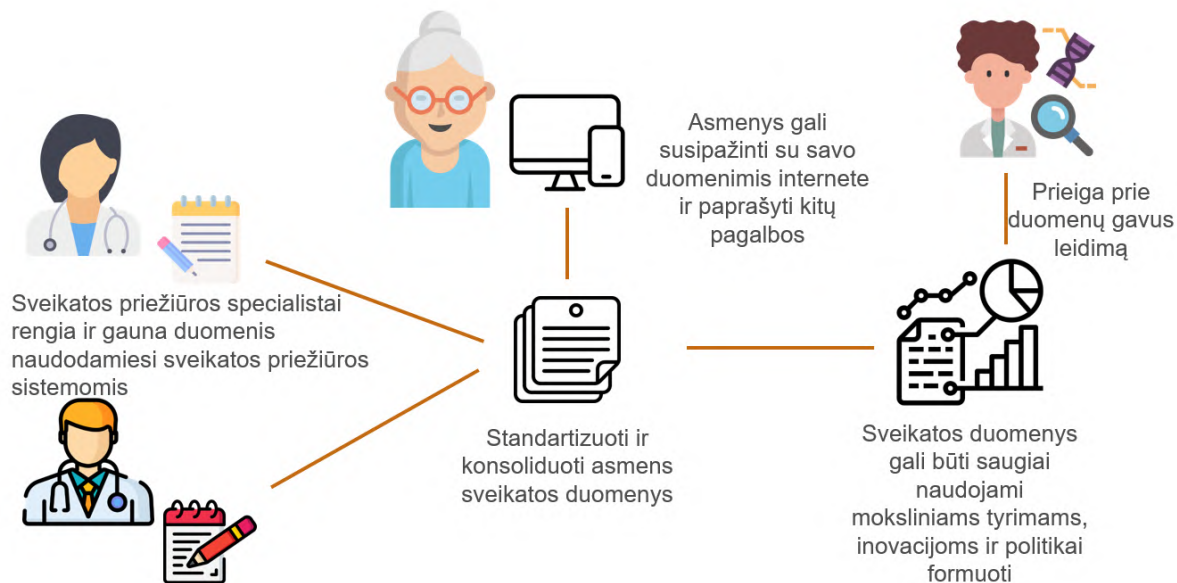 Sveikatos priežiūros specialistai
rengia ir gauna duomenis
naudodamiesi sveikatos priežiūros
sistemomis
Asmenys gali
susipažinti su savo
duomenimis internete
ir paprašyti kitų
pagalbos
Prieiga prie
duomenų gavus
leidimą
Standartizuoti ir
konsoliduoti asmens
sveikatos duomenys
Sveikatos duomenys
gali būti saugiai
naudojami
moksliniams tyrimams,
inovacijoms ir politikai
formuoti